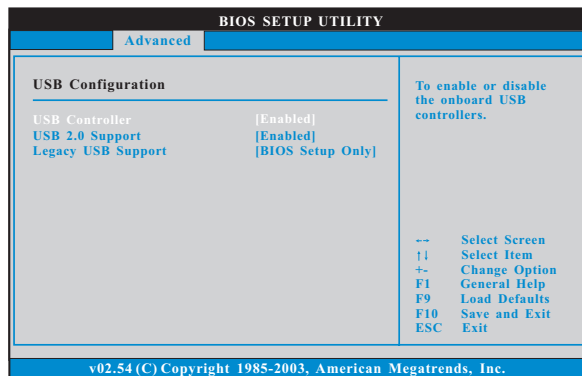 BIOS SETUP UTILITY
Advanced
USB Configuration
USB Controller [Enabled]
USB 2.0 Support [Enabled]
Legacy USB Support [BIOS Setup Only]
To enable or disable
the onboard USB
controllers.
←→ Select Screen
↑↓ Select Item
+- Change Option
F1 General Help
F9 Load Defaults
F10 Save and Exit
ESC Exit
v02.54 (C) Copyright 1985-2003, American Megatrends, Inc.